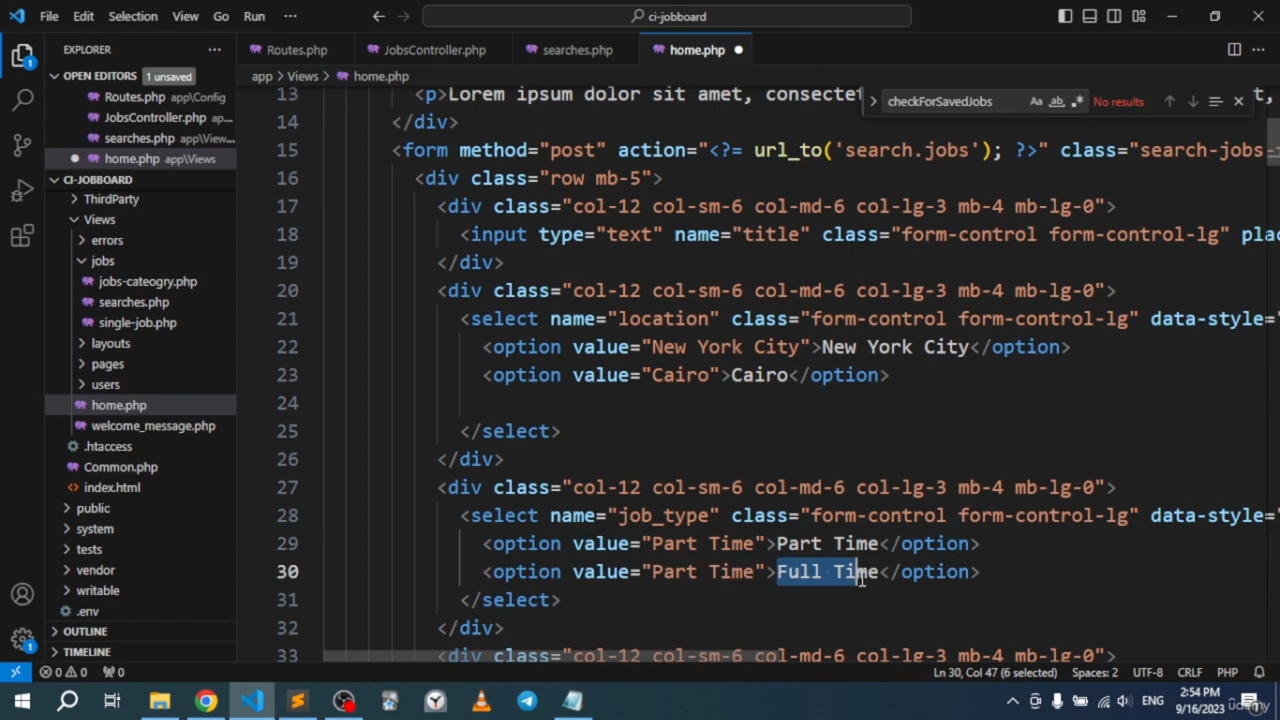 File Edit Selection View Go Run ··· ci-jobboard
EXPLORER ···
Routes.php JobsController.php searches.php home.php
OPEN EDITORS 1 unsaved
app > Views > home.php
Routes.php app\Config
JobsController.php ap...
searches.php app\View...
home.php app\Views
CI-JOBBOARD
ThirdParty
Views
errors
jobs
jobs-cateogry.php
searches.php
single-job.php
layouts
pages
users
home.php
welcome_message.php
.htaccess
Common.php
index.html
public
system
tests
vendor
writable
.env
OUTLINE
TIMELINE
checkForSavedJobs Aa ab .* No results
13 <p>Lorem ipsum dolor sit amet, consectet
14 </div>
15 <form method="post" action="<?= url_to('search.jobs'); ?>" class="search-jobs-
16 <div class="row mb-5">
17 <div class="col-12 col-sm-6 col-md-6 col-lg-3 mb-4 mb-lg-0">
18 <input type="text" name="title" class="form-control form-control-lg" plac
19 </div>
20 <div class="col-12 col-sm-6 col-md-6 col-lg-3 mb-4 mb-lg-0">
21 <select name="location" class="form-control form-control-lg" data-style=
22 <option value="New York City">New York City</option>
23 <option value="Cairo">Cairo</option>
24
25 </select>
26 </div>
27 <div class="col-12 col-sm-6 col-md-6 col-lg-3 mb-4 mb-lg-0">
28 <select name="job_type" class="form-control form-control-lg" data-style=
29 <option value="Part Time">Part Time</option>
30 <option value="Part Time">Full Time</option>
31 </select>
32 </div>
33 <div class="col-12 col-sm-6 col-md-6 col-lg-3 mb-4 mb-lg-0">
0 0 0 Ln 30, Col 47 (6 selected) Spaces: 2 UTF-8 CRLF PHP
ENG 2:54 PM
9/16/2023
udemy